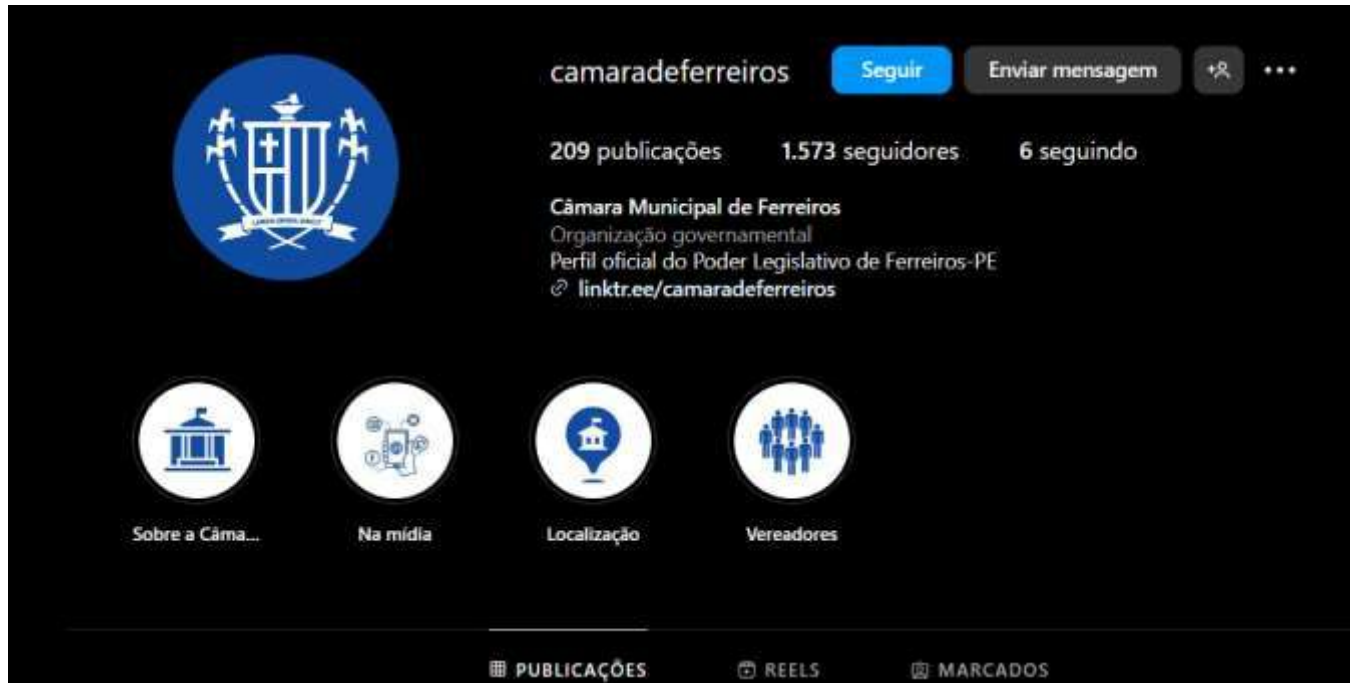 camaradeferreiros Seguir Enviar mensagem
209 publicações 1.573 seguidores 6 seguindo
Câmara Municipal de Ferreiros
Organização governamental
Perfil oficial do Poder Legislativo de Ferreiros-PE
linktr.ee/camaradeferreiros
Sobre a Câma... Na mídia Localização Vereadores
PUBLICAÇÕES REELS MARCADOS